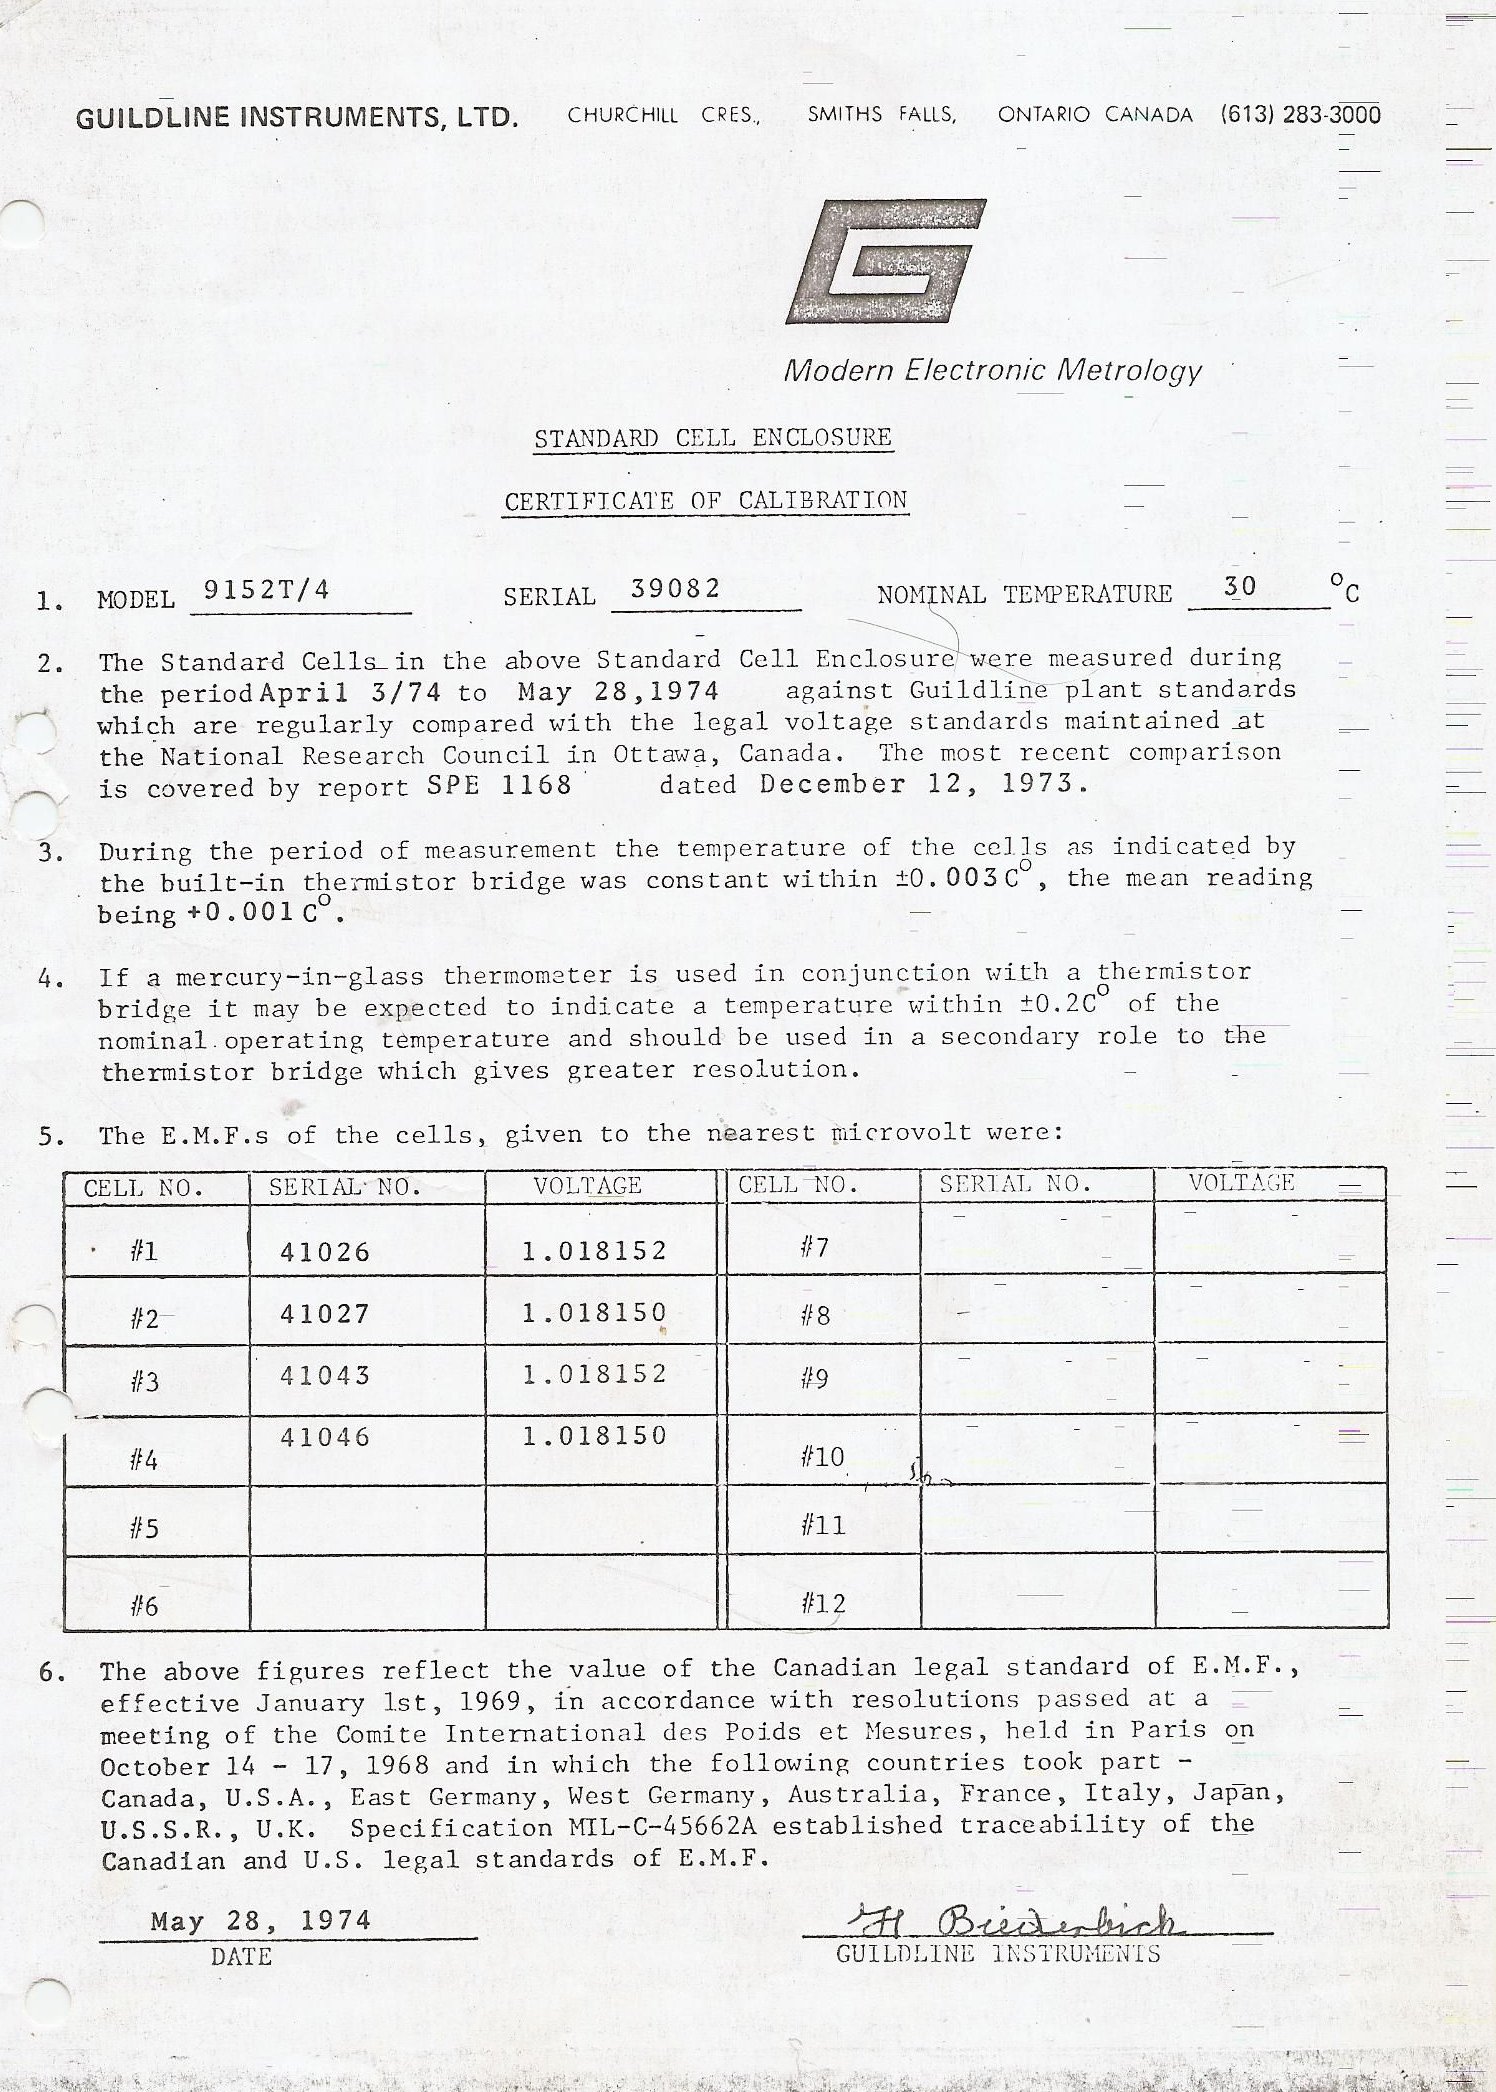 GUILDLINE INSTRUMENTS, LTD. CHURCHILL CRES., SMITHS FALLS, ONTARIO CANADA (613) 283-3000
Modern Electronic Metrology
STANDARD CELL ENCLOSURE
CERTIFICATE OF CALIBRATION
1. MODEL 9152T/4 SERIAL 39082 NOMINAL TEMPERATURE 30 °C
2. The Standard Cells in the above Standard Cell Enclosure were measured during
the period April 3/74 to May 28,1974 against Guildline plant standards
which are regularly compared with the legal voltage standards maintained at
the National Research Council in Ottawa, Canada. The most recent comparison
is covered by report SPE 1168 dated December 12, 1973.
3. During the period of measurement the temperature of the cells as indicated by
the built-in thermistor bridge was constant within ±0.003C°, the mean reading
being +0.001C°.
4. If a mercury-in-glass thermometer is used in conjunction with a thermistor
bridge it may be expected to indicate a temperature within ±0.2C° of the
nominal operating temperature and should be used in a secondary role to the
thermistor bridge which gives greater resolution.
5. The E.M.F.s of the cells, given to the nearest microvolt were:
CELL NO. SERIAL NO. VOLTAGE CELL NO. SERIAL NO. VOLTAGE
#1 41026 1.018152 #7
#2 41027 1.018150 #8
#3 41043 1.018152 #9
#4 41046 1.018150 #10
#5 #11
#6 #12
6. The above figures reflect the value of the Canadian legal standard of E.M.F.,
effective January 1st, 1969, in accordance with resolutions passed at a
meeting of the Comite International des Poids et Mesures, held in Paris on
October 14 - 17, 1968 and in which the following countries took part -
Canada, U.S.A., East Germany, West Germany, Australia, France, Italy, Japan,
U.S.S.R., U.K. Specification MIL-C-45662A established traceability of the
Canadian and U.S. legal standards of E.M.F.
May 28, 1974 H Biederbick
DATE GUILDLINE INSTRUMENTS